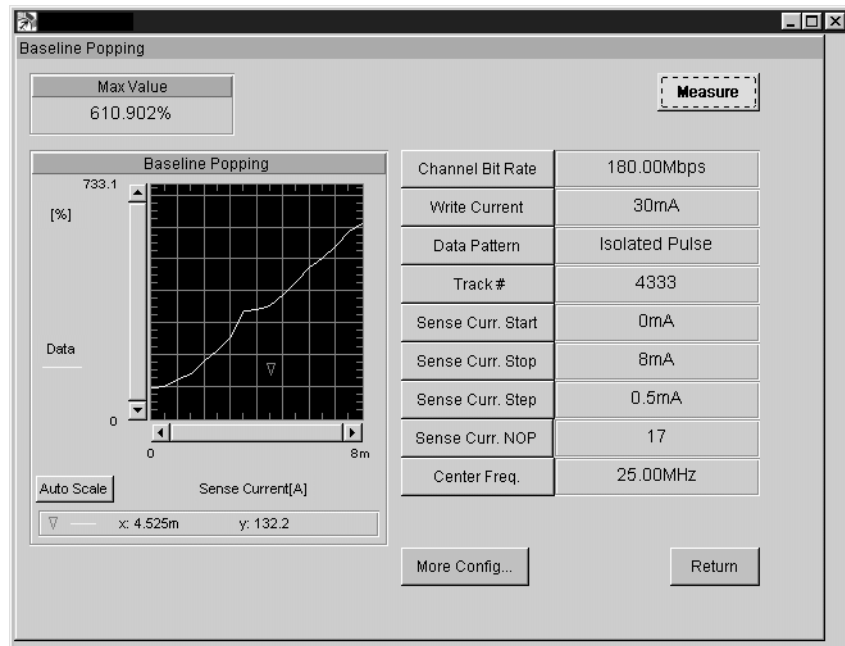 Baseline Popping
Max Value
610.902%
Measure
Baseline Popping
733.1
[%]
Data
0
0
8m
Auto Scale
Sense Current[A]
x: 4.525m
y: 132.2
Channel Bit Rate 180.00Mbps
Write Current 30mA
Data Pattern Isolated Pulse
Track # 4333
Sense Curr. Start 0mA
Sense Curr. Stop 8mA
Sense Curr. Step 0.5mA
Sense Curr. NOP 17
Center Freq. 25.00MHz
More Config...
Return